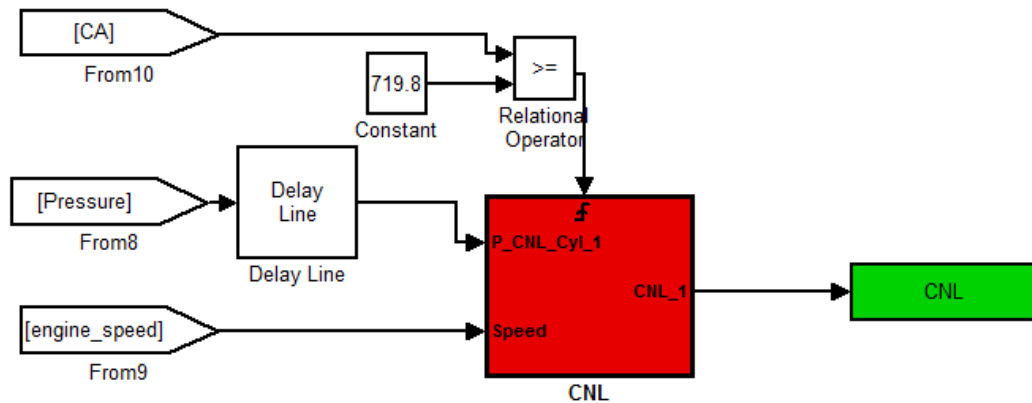 [CA]
From10
719.8
Constant
>=
Relational
Operator
[Pressure]
From8
Delay
Line
Delay Line
[engine_speed]
From9
P_CNL_Cyl_1
Speed
CNL_1
CNL
CNL